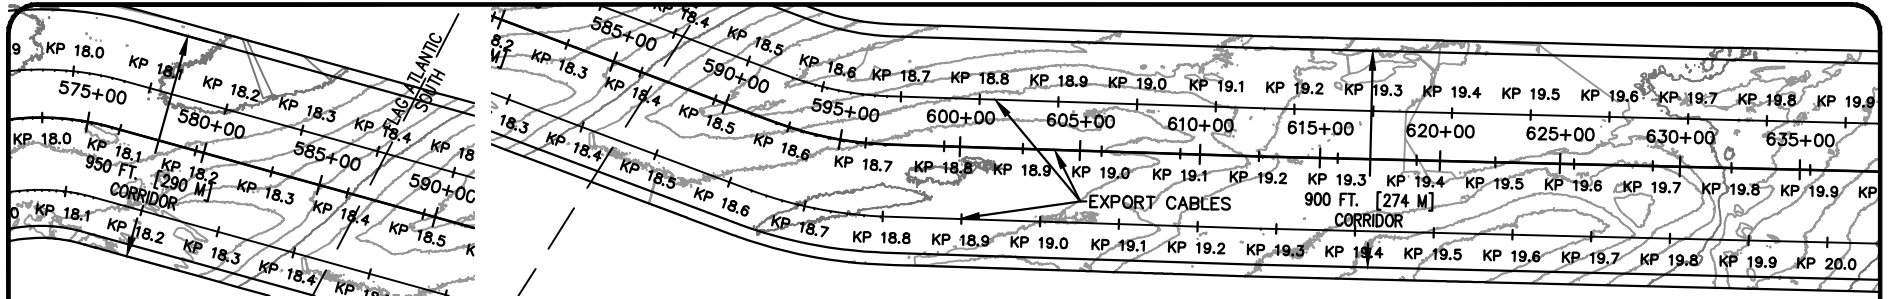 9 KP 18.0 KP 18.1 KP 18.2 KP 18.3 KP 18.4 KP 18
575+00 580+00 585+00 590+00
FLAG-ATLANTIC
SOUTH
KP 18.0 KP 18.1 KP 18.2 KP 18.3 KP 18.4 KP 18.5 K
950 FT. [290 M]
CORRIDOR
0 KP 18.1 KP 18.2 KP 18.3 KP 18.4 KP
18.4 KP 18.5 KP 18.6 KP 18.7 KP 18.8 KP 18.9 KP 19.0 KP 19.1 KP 19.2 KP 19.3 KP 19.4 KP 19.5 KP 19.6 KP 19.7 KP 19.8 KP 19.9
585+00 590+00 595+00 600+00 605+00 610+00 615+00 620+00 625+00 630+00 635+00
8.2 KP 18.3 KP 18.4 KP 18.5 KP 18.6 KP 18.7 KP 18.8 KP 18.9 KP 19.0 KP 19.1 KP 19.2 KP 19.3 KP 19.4 KP 19.5 KP 19.6 KP 19.7 KP 19.8 KP 19.9 KP
M]
EXPORT CABLES
900 FT. [274 M]
CORRIDOR
18.3 KP 18.4 KP 18.5 KP 18.6 KP 18.7 KP 18.8 KP 18.9 KP 19.0 KP 19.1 KP 19.2 KP 19.3 KP 19.4 KP 19.5 KP 19.6 KP 19.7 KP 19.8 KP 19.9 KP 20.0